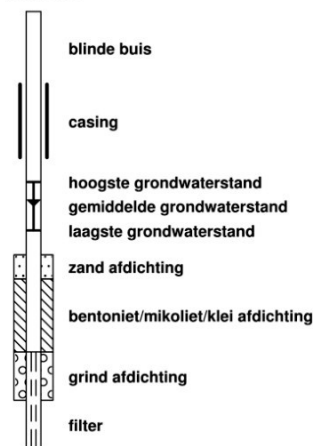 blinde buis
casing
hoogste grondwaterstand
gemiddelde grondwaterstand
laagste grondwaterstand
zand afdichting
bentoniet/mikoliet/klei afdichting
grind afdichting
filter